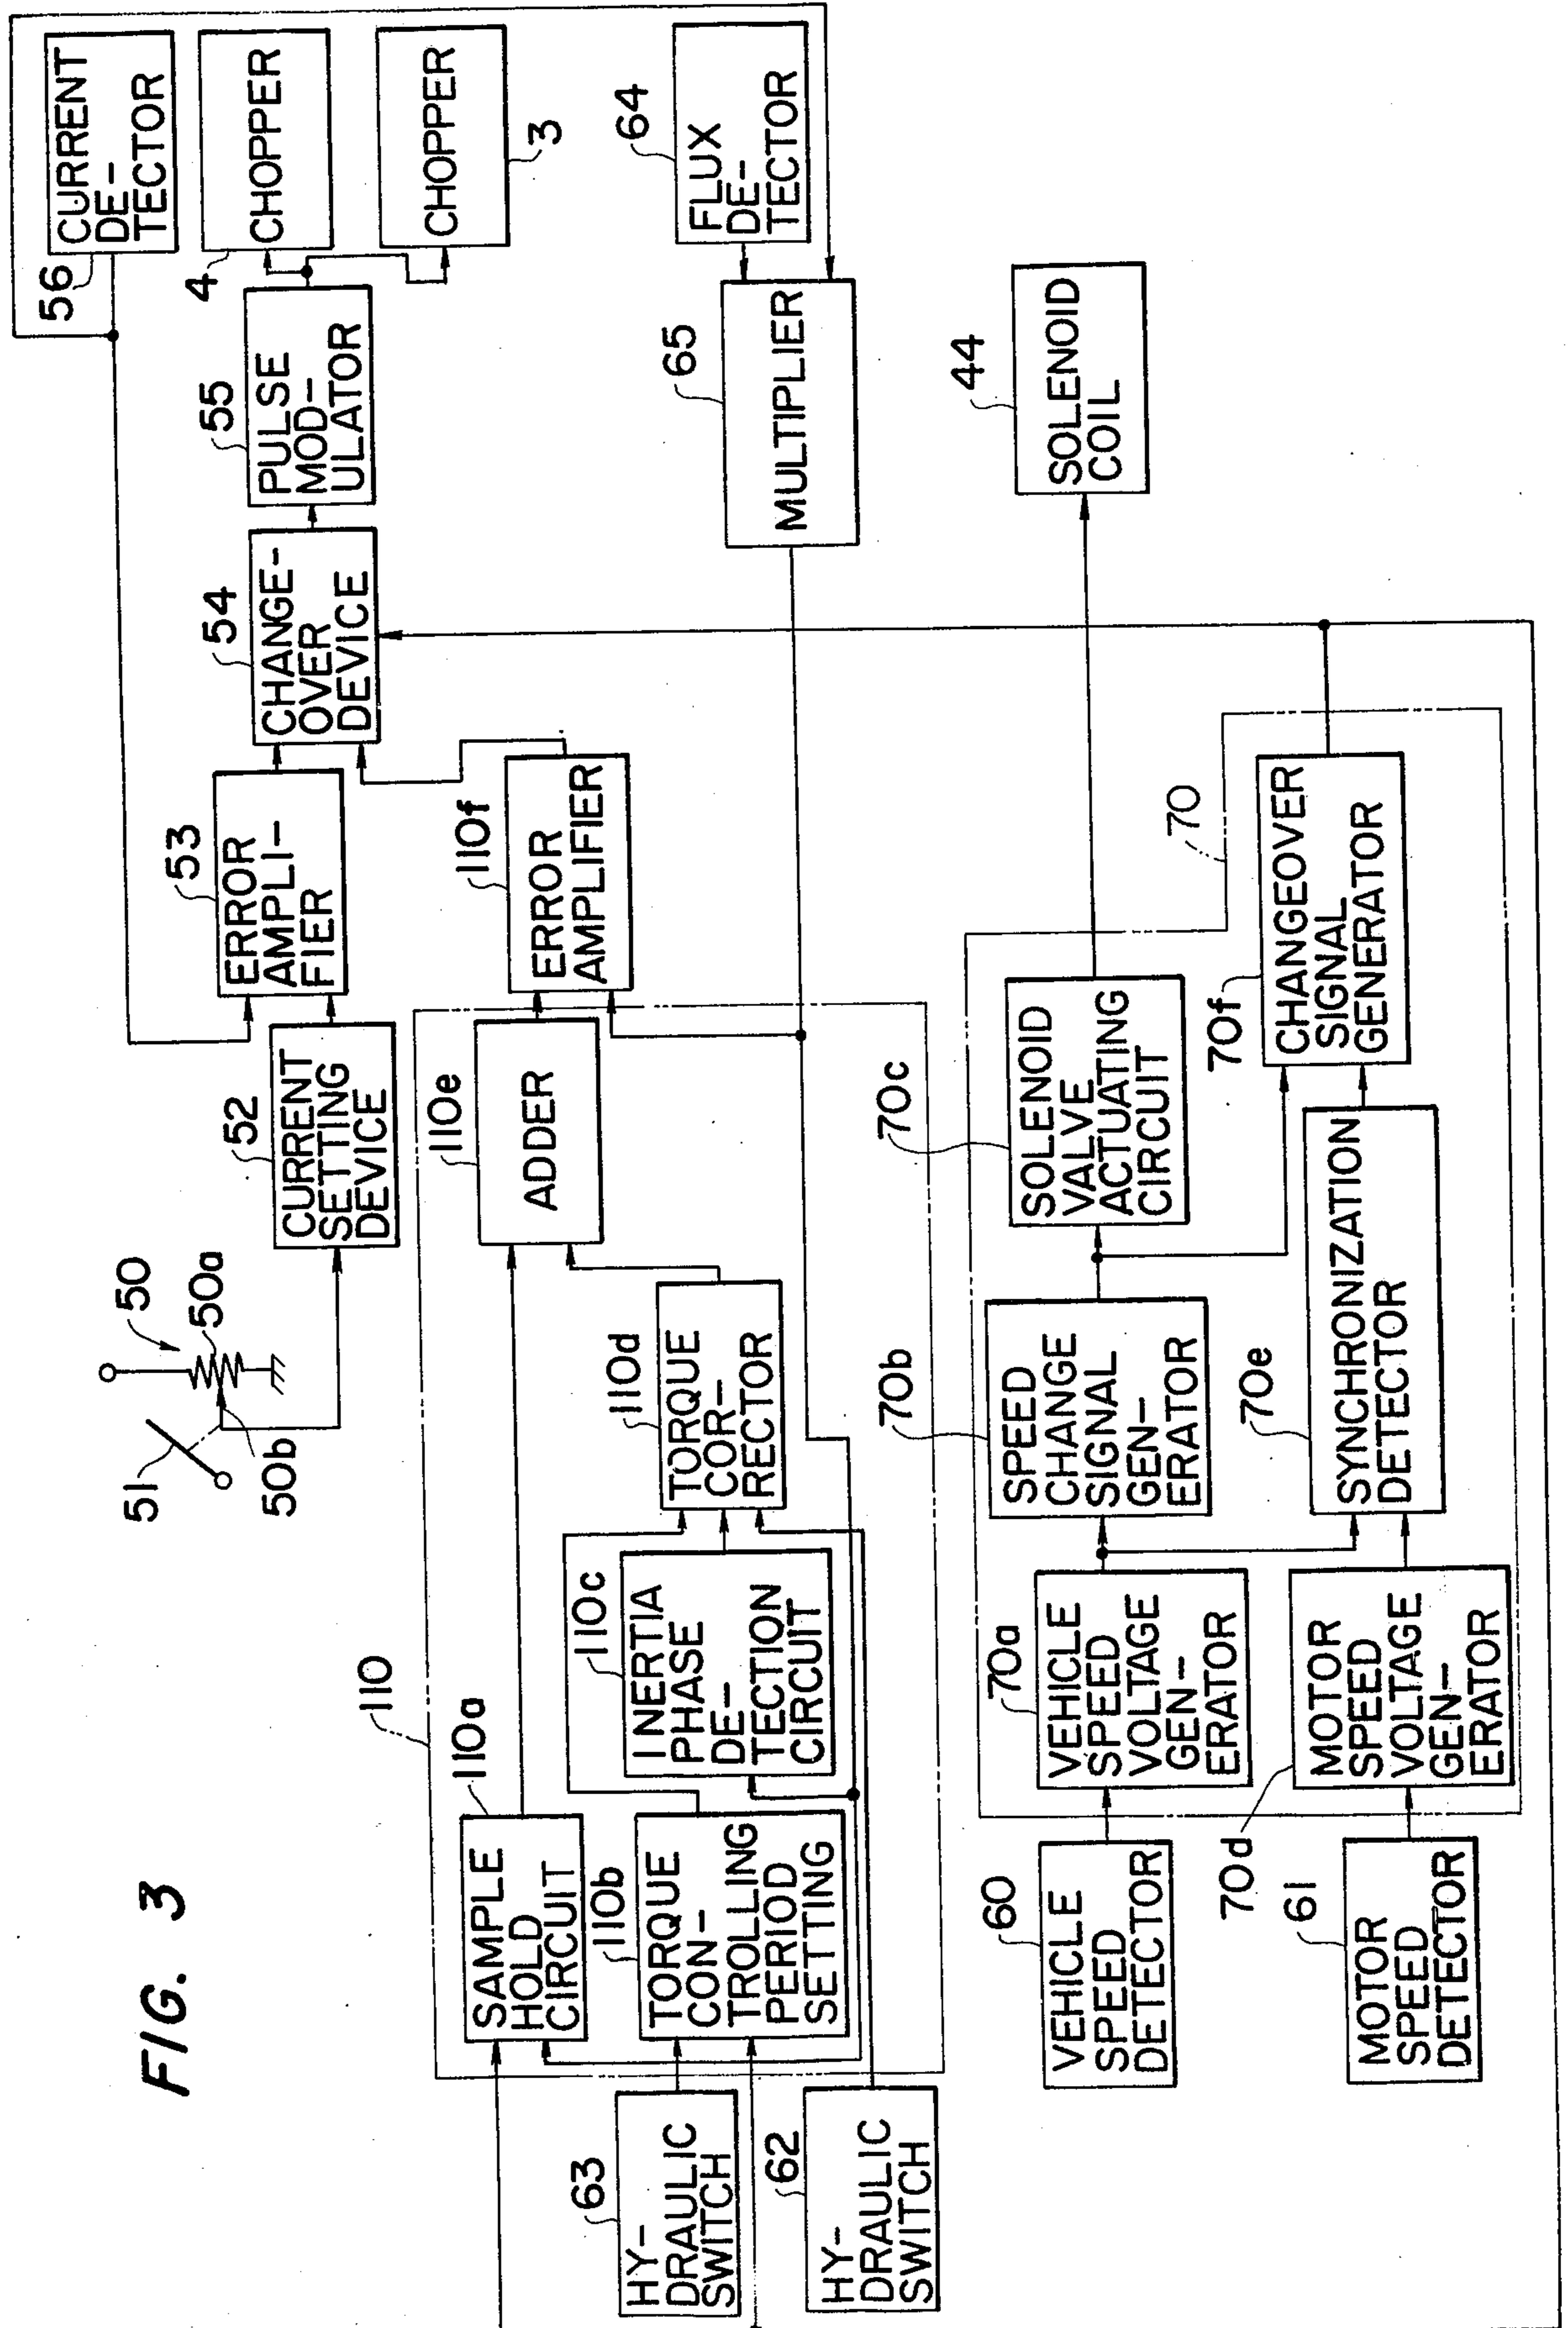 FIG. 3
51
50
50a
50b
52
CURRENT
SETTING
DEVICE
53
ERROR
AMPLI-
FIER
54
CHANGE-
OVER
DEVICE
55
PULSE
MOD-
ULATOR
56
CURRENT
DE-
TECTOR
4
CHOPPER
CHOPPER
3
110
110a
SAMPLE
HOLD
CIRCUIT
110b
TORQUE
CON-
TROLLING
PERIOD
SETTING
110c
INERTIA
PHASE
DE-
TECTION
CIRCUIT
110d
TORQUE
COR-
RECTOR
110e
ADDER
110f
ERROR
AMPLIFIER
64
FLUX
DE-
TECTOR
65
MULTIPLIER
63
HY-
DRAULIC
SWITCH
62
HY-
DRAULIC
SWITCH
44
SOLENOID
COIL
70
60
VEHICLE
SPEED
DETECTOR
70a
VEHICLE
SPEED
VOLTAGE
GEN-
ERATOR
70b
SPEED
CHANGE
SIGNAL
GEN-
ERATOR
70c
SOLENOID
VALVE
ACTUATING
CIRCUIT
61
MOTOR
SPEED
DETECTOR
70d
MOTOR
SPEED
VOLTAGE
GEN-
ERATOR
70e
SYNCHRONIZATION
DETECTOR
70f
CHANGEOVER
SIGNAL
GENERATOR